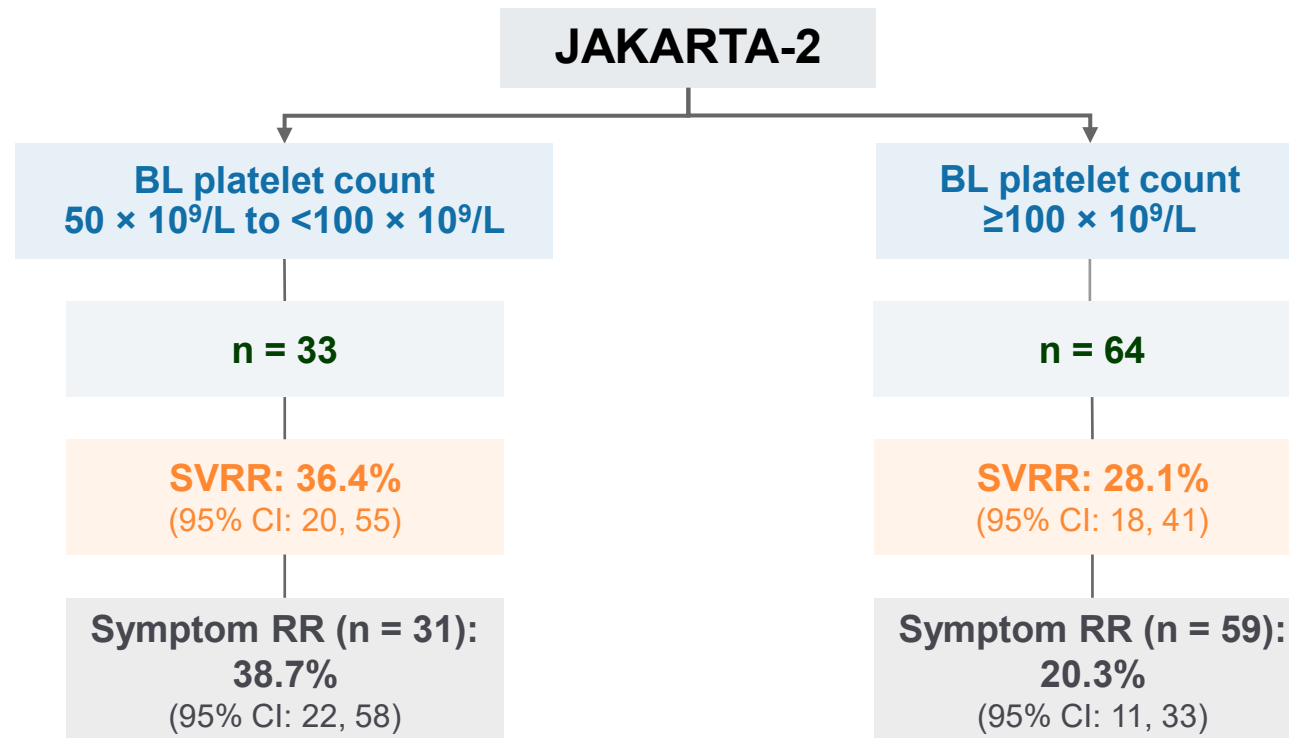 JAKARTA-2
BL platelet count
50 × 10⁹/L to <100 × 10⁹/L
n = 33
SVRR: 36.4%
(95% CI: 20, 55)
Symptom RR (n = 31):
38.7%
(95% CI: 22, 58)
BL platelet count
≥100 × 10⁹/L
n = 64
SVRR: 28.1%
(95% CI: 18, 41)
Symptom RR (n = 59):
20.3%
(95% CI: 11, 33)